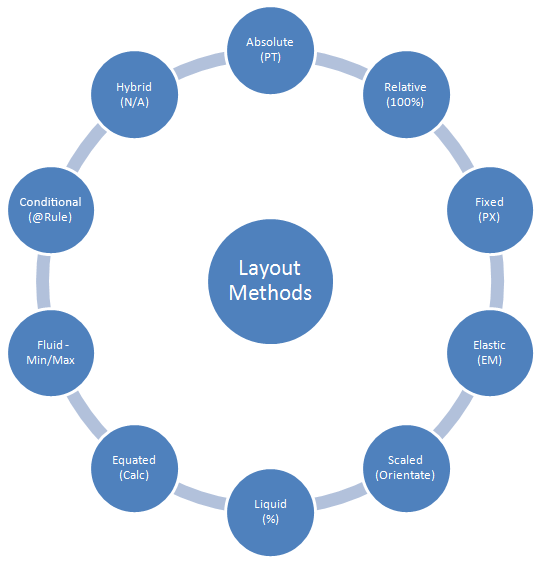 Absolute
(PT)
Relative
(100%)
Fixed
(PX)
Elastic
(EM)
Scaled
(Orientate)
Liquid
(%)
Equated
(Calc)
Fluid -
Min/Max
Conditional
(@Rule)
Hybrid
(N/A)
Layout
Methods